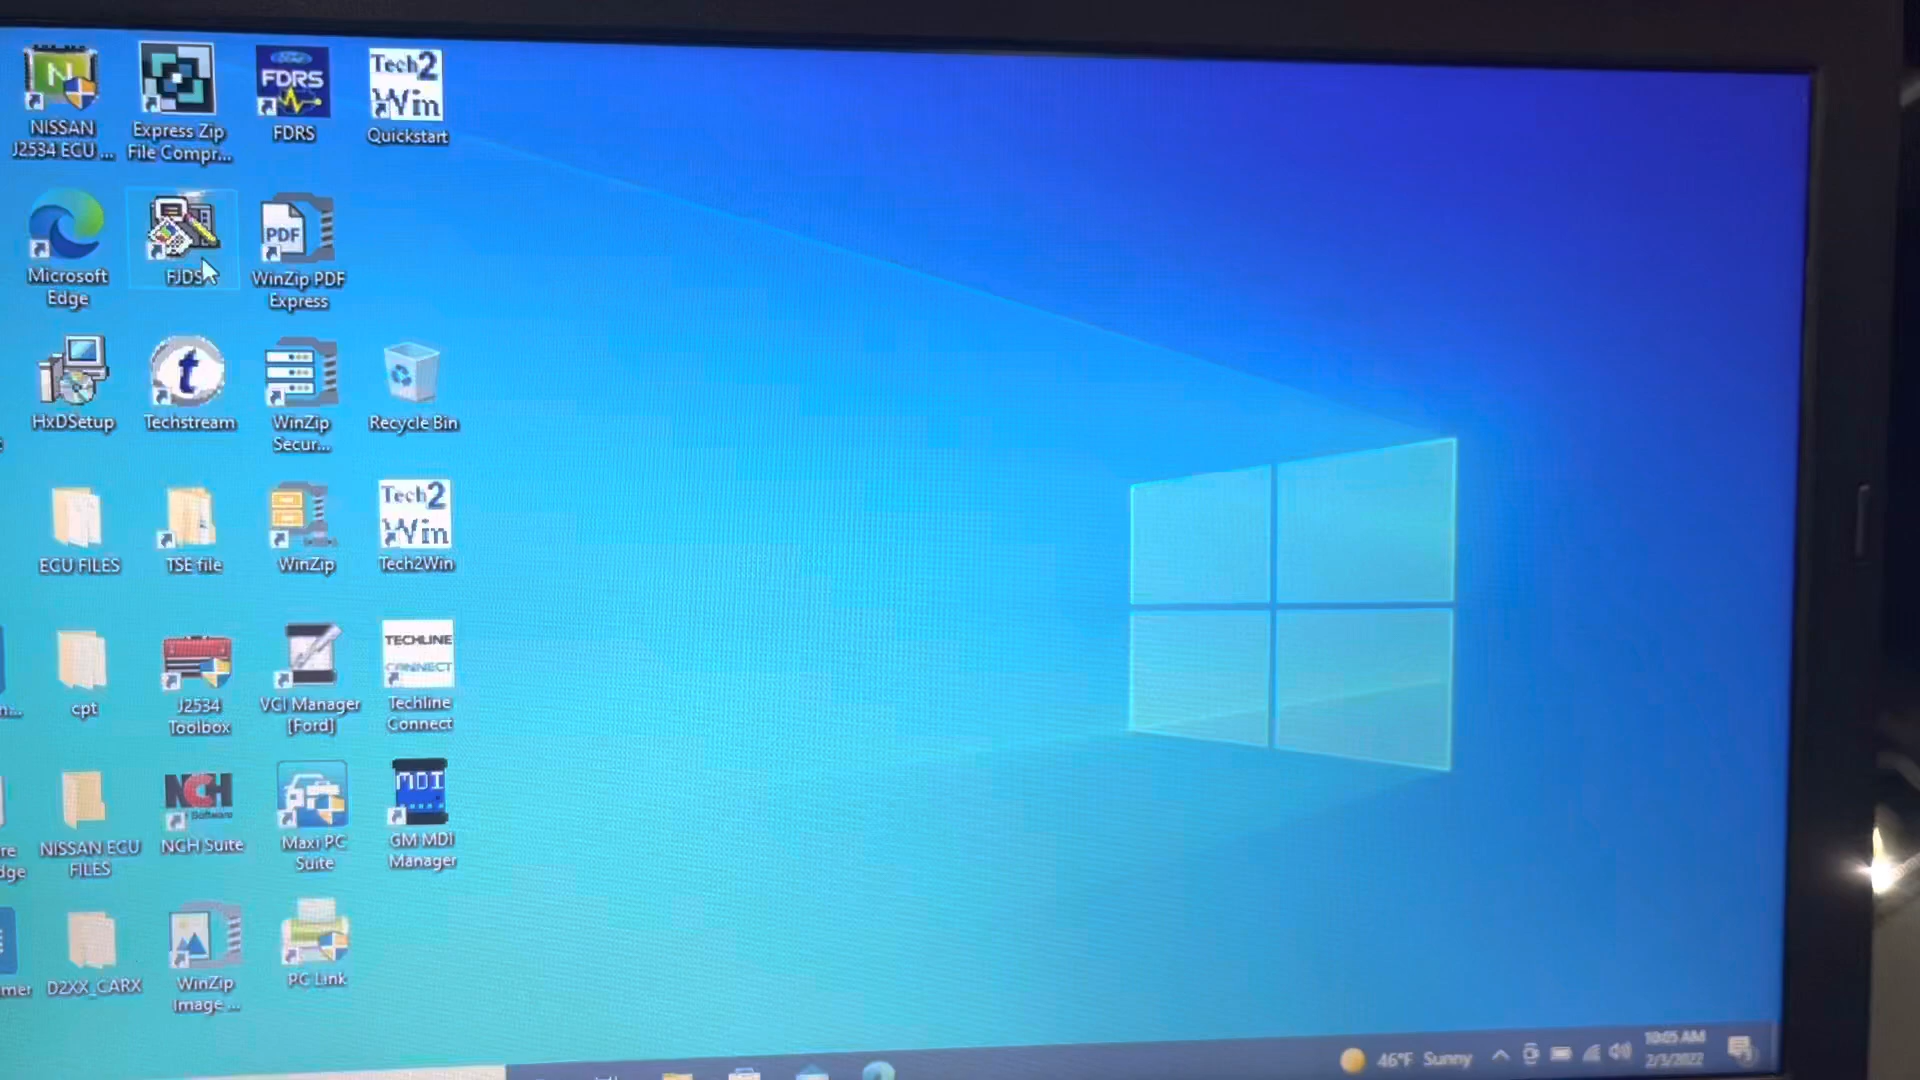 NISSAN
J2534 ECU ...
Express Zip
File Compr...
FDRS
FDRS
Tech2
Win
Quickstart
Microsoft
Edge
FJDS
PDF
WinZip PDF
Express
HxDSetup
t
Techstream
WinZip
Secur...
Recycle Bin
ECU FILES
TSE file
WinZip
Tech2
Win
Tech2Win
cpt
J2534
Toolbox
VCI Manager
[Ford]
TECHLINE
CONNECT
Techline
Connect
NISSAN ECU
FILES
NCH
Software
NCH Suite
Maxi PC
Suite
MDI
GM MDI
Manager
D2XX_CARX
WinZip
Image ...
PC Link
46°F Sunny
10:05 AM
2/3/2022